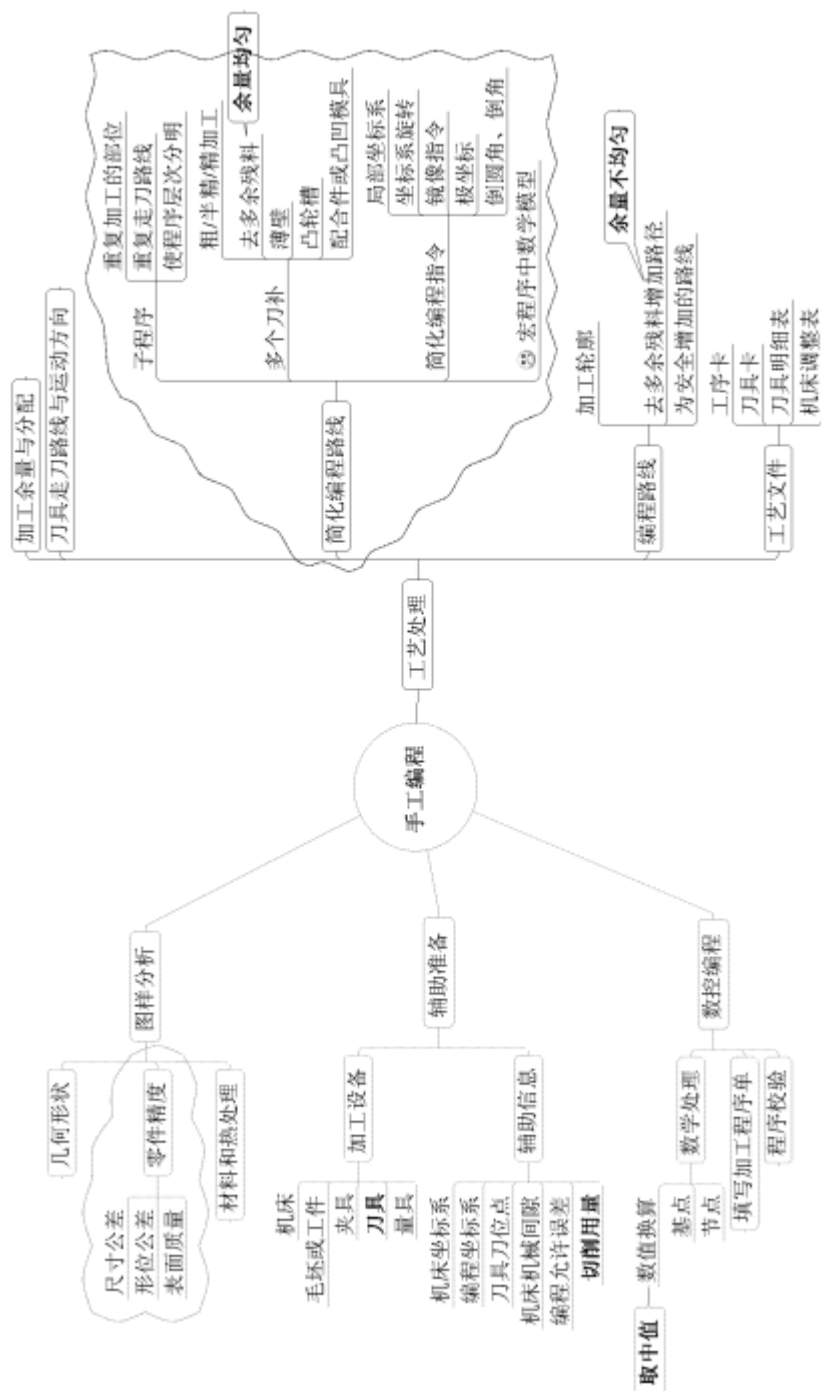 手工编程
图样分析
几何形状
零件精度
尺寸公差
形位公差
表面质量
材料和热处理
辅助准备
加工设备
机床
毛坯或工件
夹具
刀具
量具
辅助信息
机床坐标系
编程坐标系
刀具刀位点
机床机械间隙
编程允许误差
切削用量
数控编程
数学处理
数值换算
取中值
基点
节点
填写加工程序单
程序校验
工艺处理
加工余量与分配
刀具走刀路线与运动方向
简化编程路线
子程序
重复加工的部位
重复走刀路线
使程序层次分明
多个刀补
粗/半精/精加工
去多余残料
余量均匀
薄壁
凸轮槽
配合件或凸凹模具
简化编程指令
局部坐标系
坐标系旋转
镜像指令
极坐标
倒圆角、倒角
宏程序中数学模型
编程路线
加工轮廓
去多余残料增加路径
余量不均匀
为安全增加的路线
工艺文件
工序卡
刀具卡
刀具明细表
机床调整表